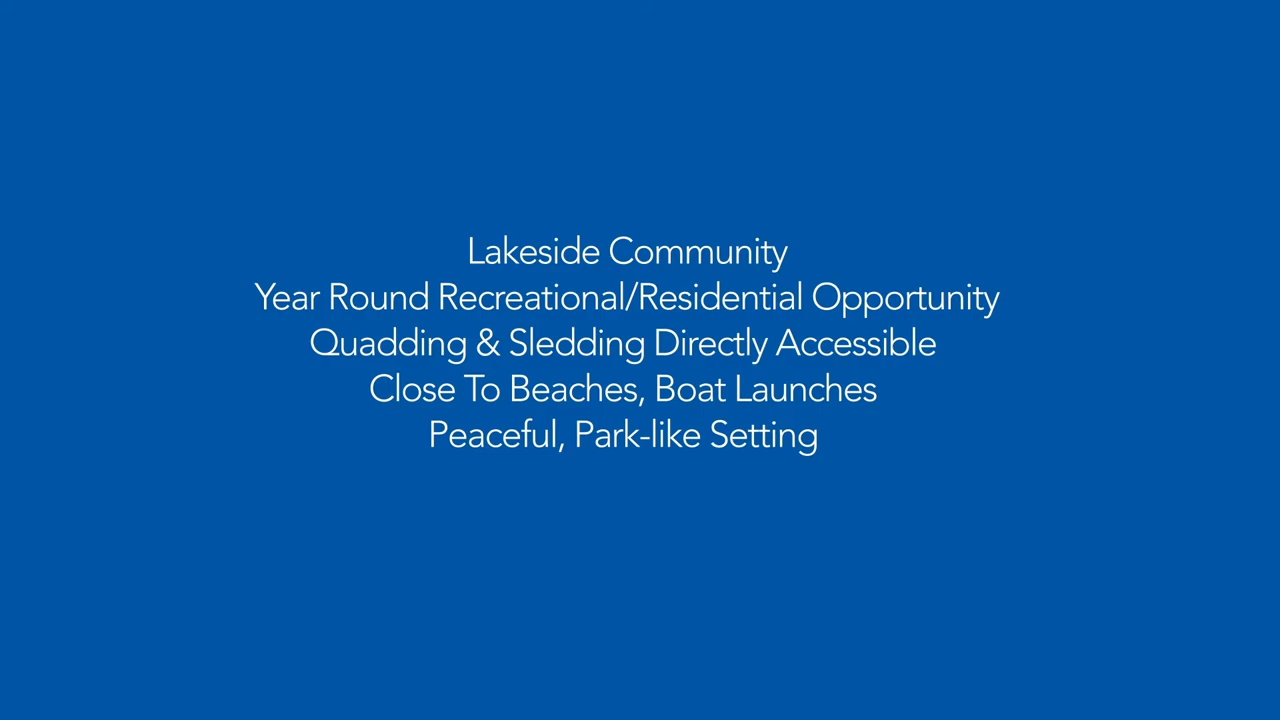 Lakeside Community
Year Round Recreational/Residential Opportunity
Quadding & Sledding Directly Accessible
Close To Beaches, Boat Launches
Peaceful, Park-like Setting